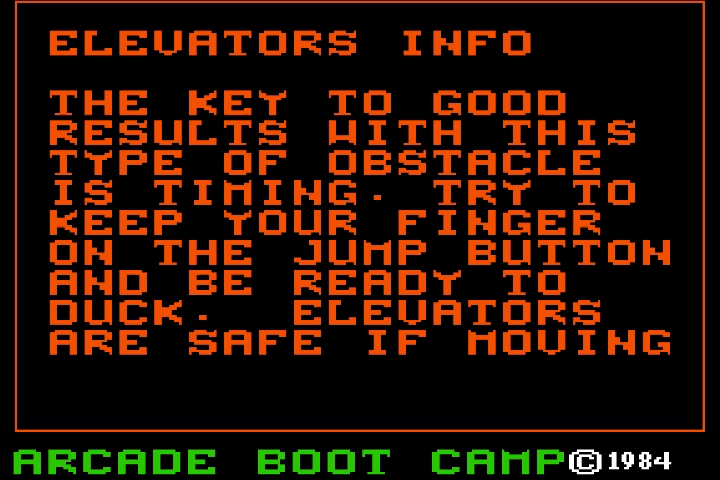 ELEVATORS INFO
THE KEY TO GOOD
RESULTS WITH THIS
TYPE OF OBSTACLE
IS TIMING. TRY TO
KEEP YOUR FINGER
ON THE JUMP BUTTON
AND BE READY TO
DUCK. ELEVATORS
ARE SAFE IF MOVING
ARCADE BOOT CAMP©1984